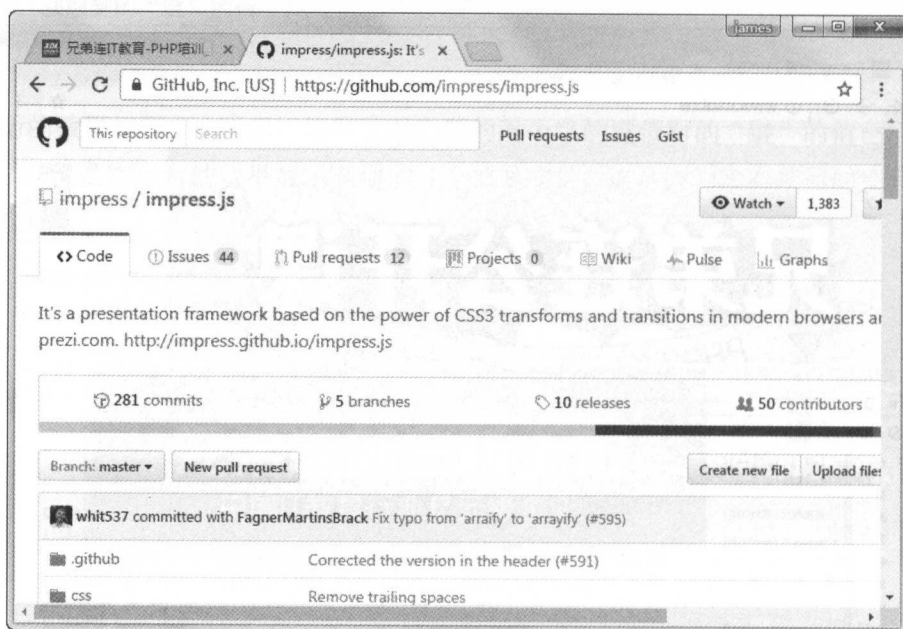 james
兄弟连IT教育-PHP培训_
impress/impress.js: It's
GitHub, Inc. [US] | https://github.com/impress/impress.js
This repository Search
Pull requests Issues Gist
impress / impress.js
Watch 1,383
Code Issues 44 Pull requests 12 Projects 0 Wiki Pulse Graphs
It's a presentation framework based on the power of CSS3 transforms and transitions in modern browsers an
prezi.com. http://impress.github.io/impress.js
281 commits 5 branches 10 releases 50 contributors
Branch: master New pull request Create new file Upload files
whit537 committed with FagnerMartinsBrack Fix typo from 'arraify' to 'arrayify' (#595)
.github Corrected the version in the header (#591)
css Remove trailing spaces